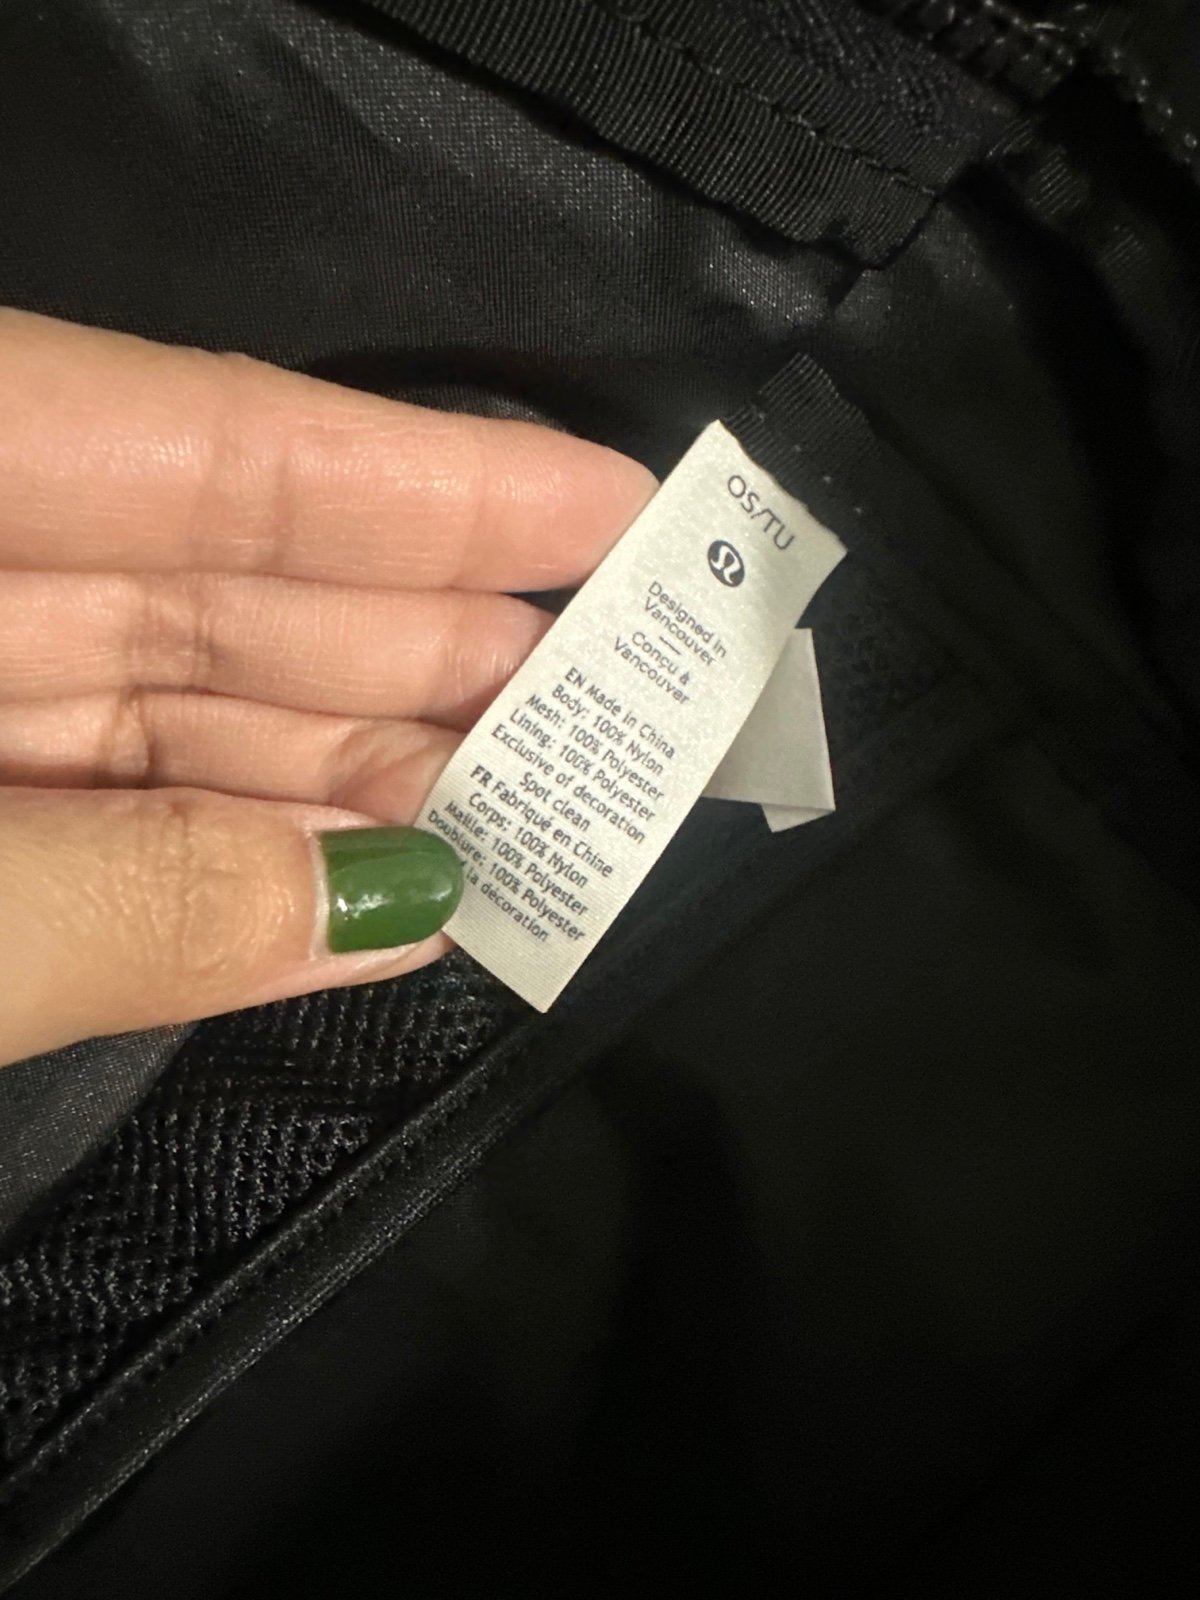 OS/TU
Designed in
Vancouver
—
Conçu à
Vancouver
EN Made in China
Body: 100% Nylon
Mesh: 100% Polyester
Lining: 100% Polyester
Exclusive of decoration
Spot clean
FR Fabriqué en Chine
Corps: 100% Nylon
Maille: 100% Polyester
Doublure: 100% Polyester
la décoration